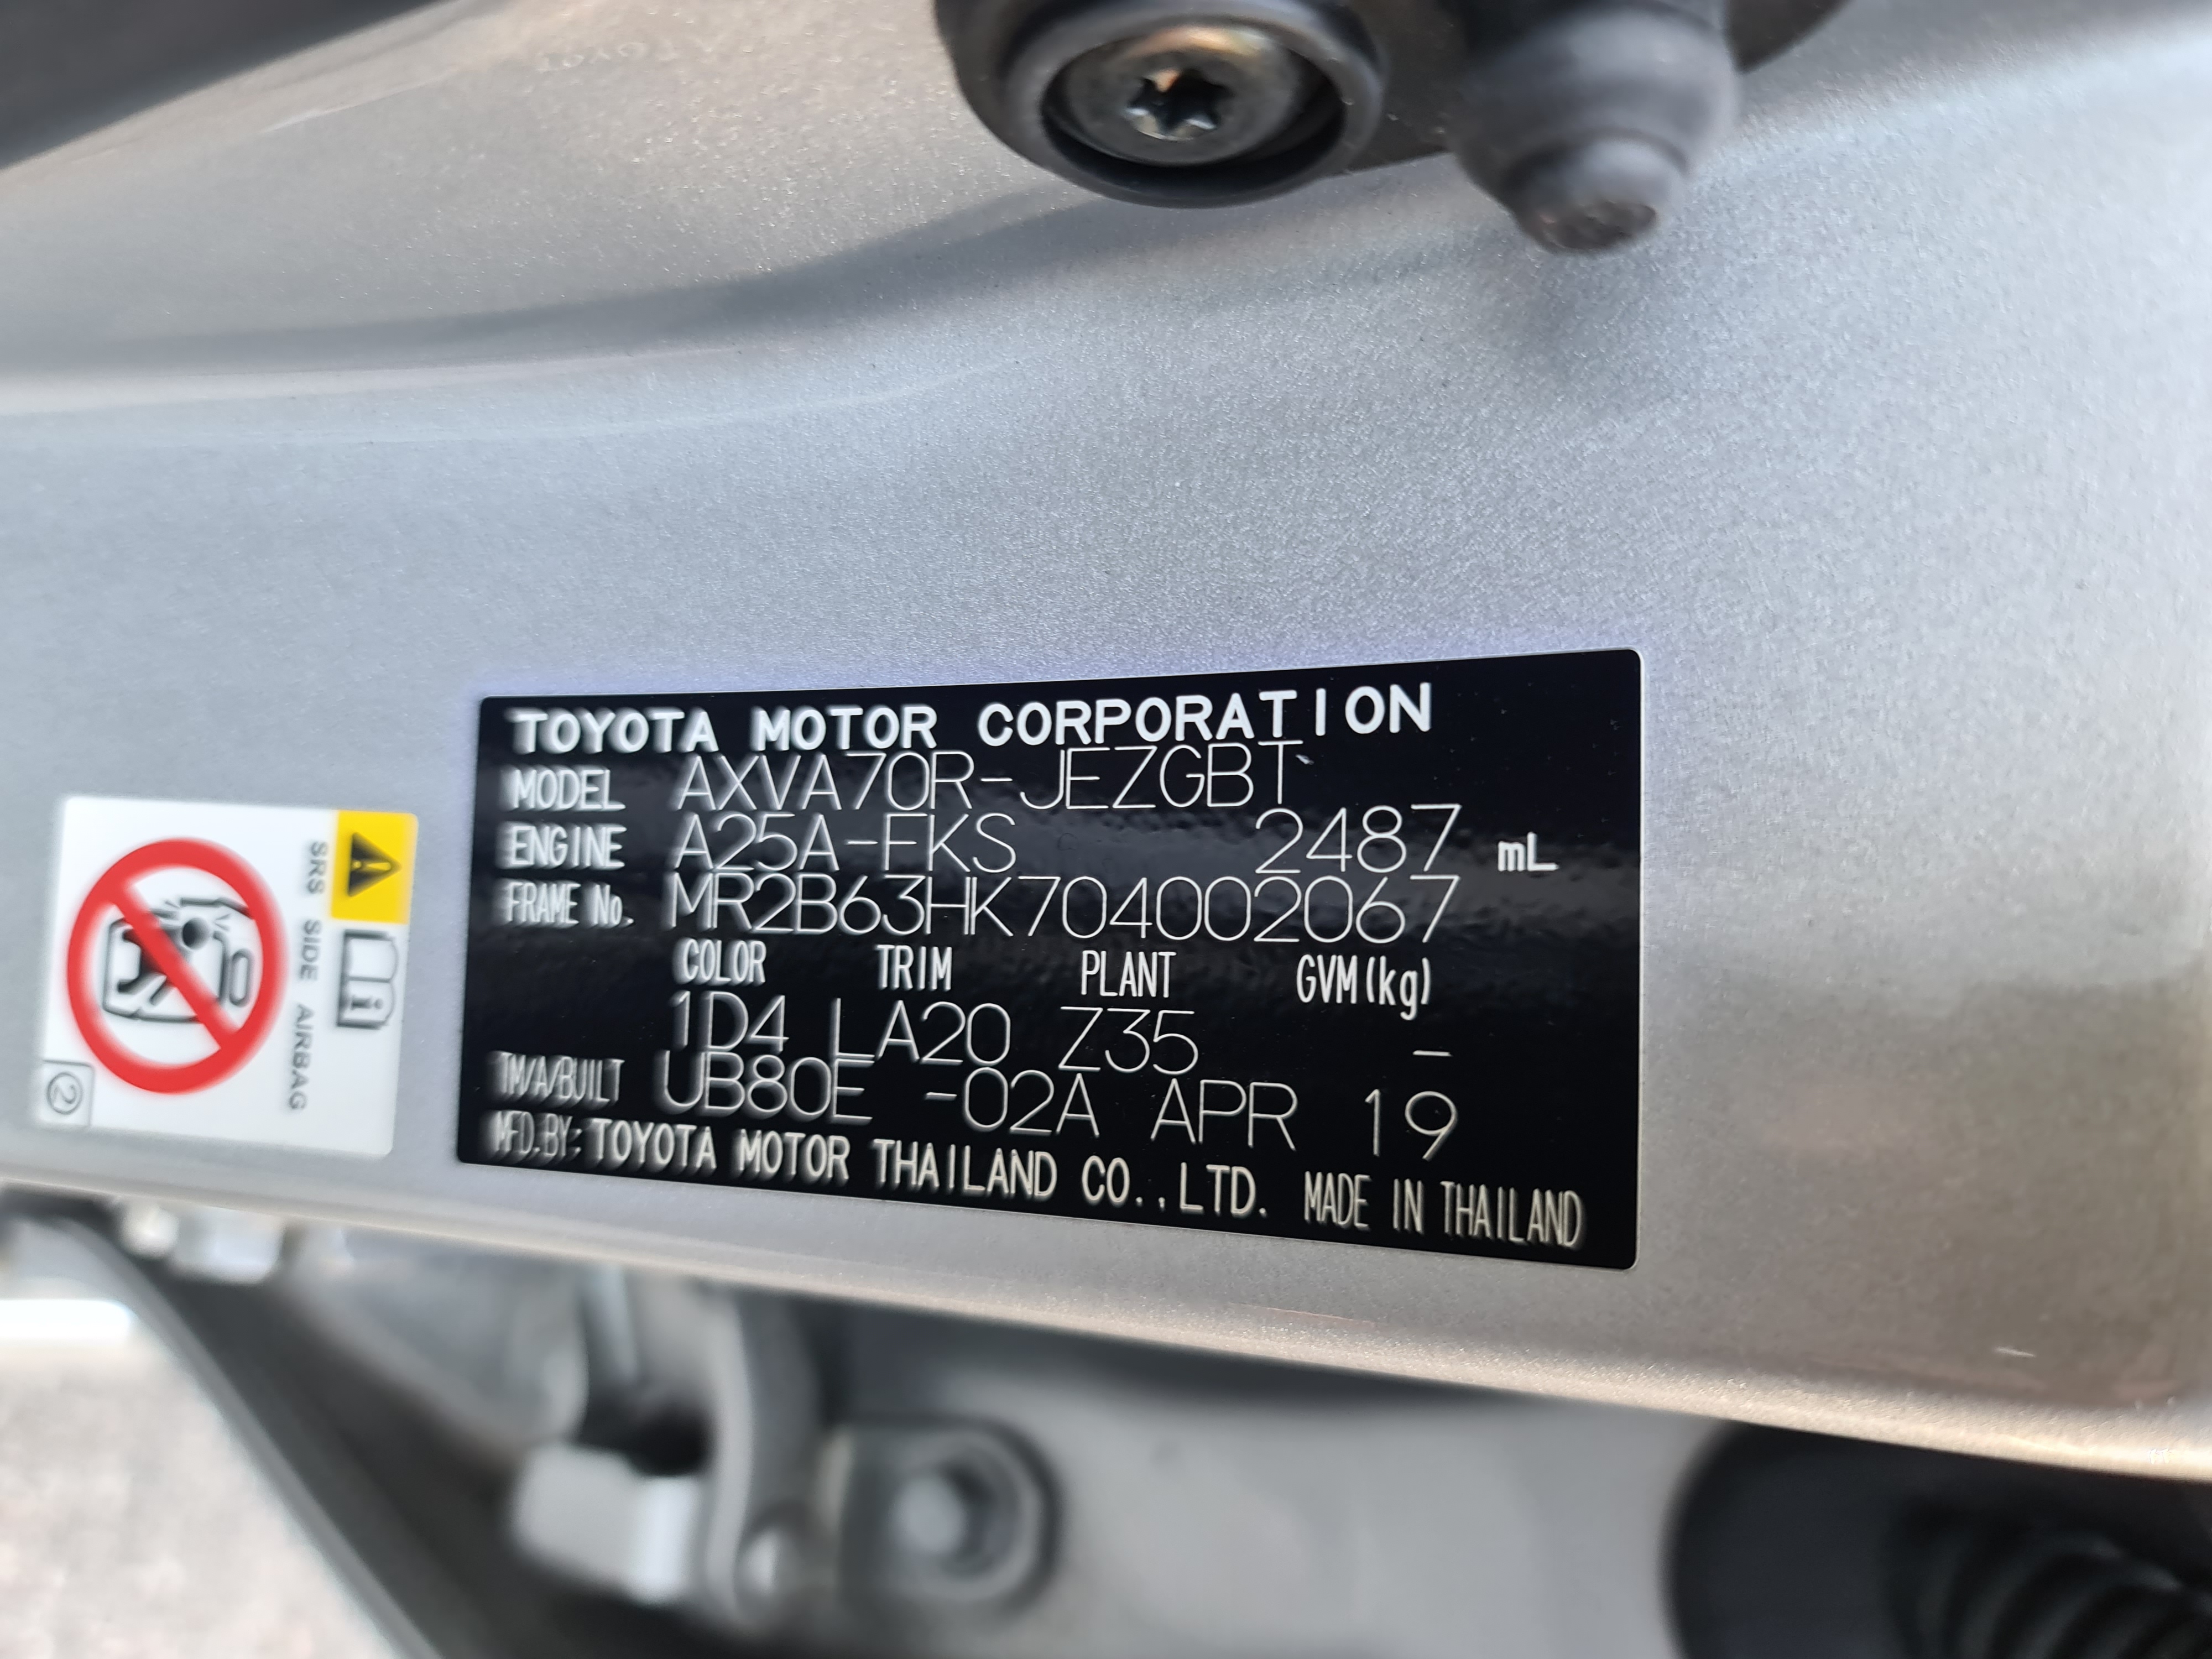 TOYOTA MOTOR CORPORATION
MODEL AXVA70R-JEZGBT
ENGINE A25A-FKS 2487 mL
FRAME No. MR2B63HK704002067
COLOR TRIM PLANT GVM(kg)
1D4 LA20 Z35 -
TM/A/BUILT UB80E -02A APR 19
MFD.BY: TOYOTA MOTOR THAILAND CO.,LTD. MADE IN THAILAND
SRS SIDE AIRBAG
2